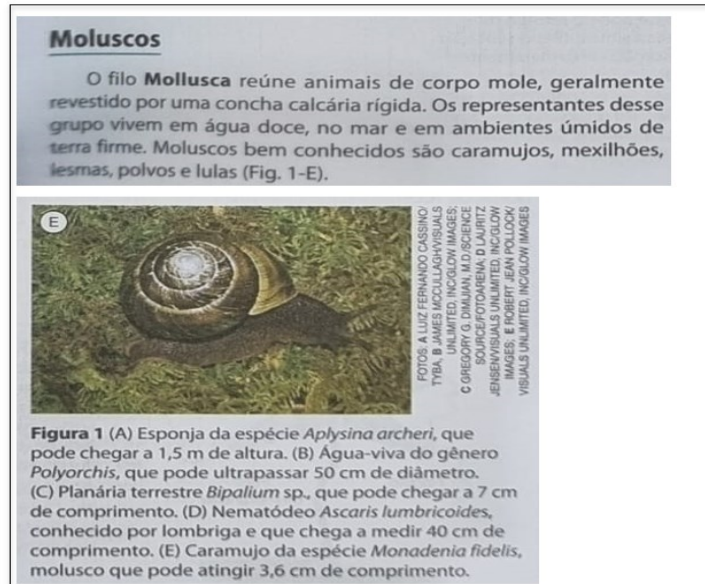 Moluscos
O filo Mollusca reúne animais de corpo mole, geralmente
revestido por uma concha calcária rígida. Os representantes desse
grupo vivem em água doce, no mar e em ambientes úmidos de
terra firme. Moluscos bem conhecidos são caramujos, mexilhões,
lesmas, polvos e lulas (Fig. 1-E).
E
FOTOS: A LUIZ FERNANDO CASSINO/
TYBA, B JAMES MCCULLAGH/VISUALS
UNLIMITED, INC/GLOW IMAGES;
C GREGORY G. DIMIJIAN, M.D/SCIENCE
SOURCE/FOTOARENA; D LAURITZ
JENSEN/VISUALS UNLIMITED, INC/GLOW
IMAGES; E ROBERT JEAN POLLOCK/
VISUALS UNLIMITED, INC/GLOW IMAGES
Figura 1 (A) Esponja da espécie Aplysina archeri, que
pode chegar a 1,5 m de altura. (B) Água-viva do gênero
Polyorchis, que pode ultrapassar 50 cm de diâmetro.
(C) Planária terrestre Bipalium sp., que pode chegar a 7 cm
de comprimento. (D) Nematódeo Ascaris lumbricoides,
conhecido por lombriga e que chega a medir 40 cm de
comprimento. (E) Caramujo da espécie Monadenia fidelis,
molusco que pode atingir 3,6 cm de comprimento.